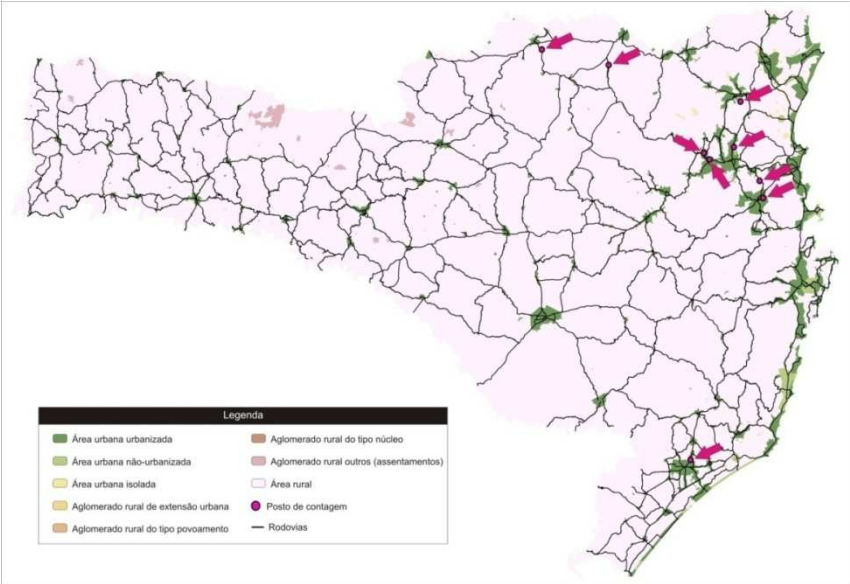 Legenda
Área urbana urbanizada
Área urbana não-urbanizada
Área urbana isolada
Aglomerado rural de extensão urbana
Aglomerado rural do tipo povoamento
Aglomerado rural do tipo núcleo
Aglomerado rural outros (assentamentos)
Área rural
Posto de contagem
Rodovias